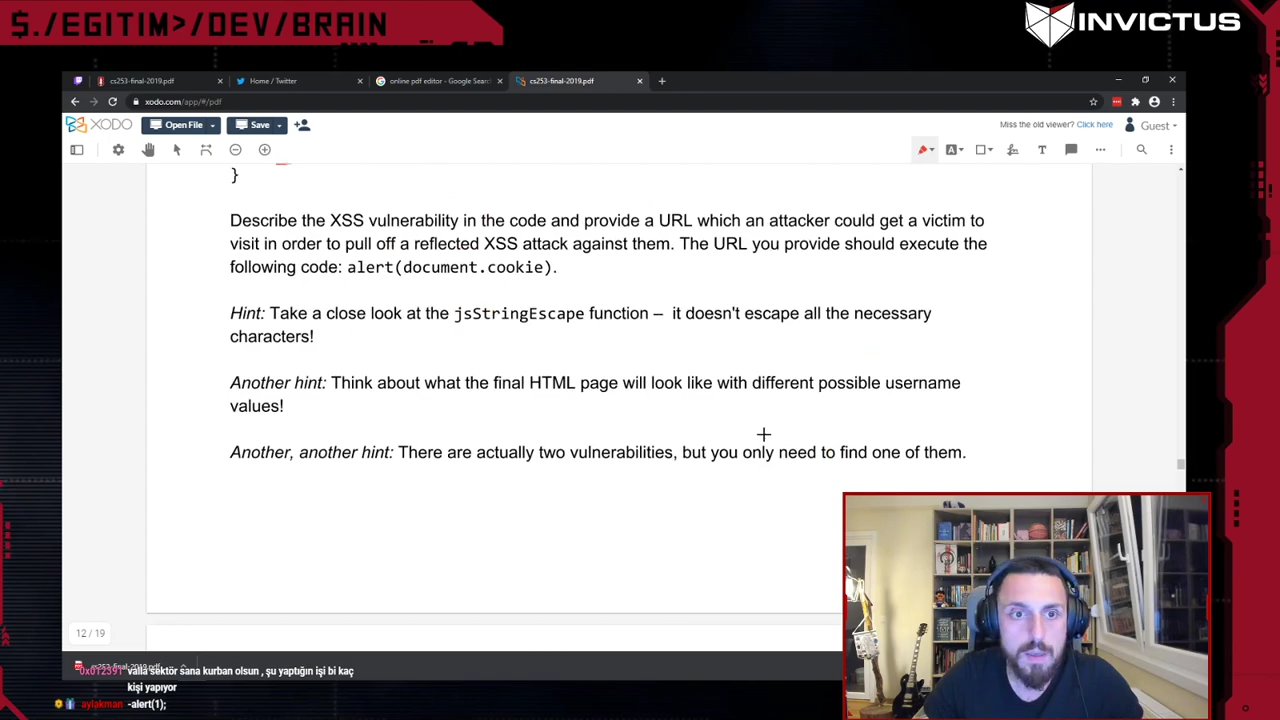 $./EGITIM>/DEV/BRAIN
INVICTUS
cs253-final-2019.pdf
Home / Twitter
online pdf editor - Google Searc
cs253-final-2019.pdf
xodo.com/app/#/pdf
XODO
Open File
Save
Miss the old viewer? Click here
Guest
}
Describe the XSS vulnerability in the code and provide a URL which an attacker could get a victim to
visit in order to pull off a reflected XSS attack against them. The URL you provide should execute the
following code: alert(document.cookie).
Hint: Take a close look at the jsStringEscape function – it doesn't escape all the necessary
characters!
Another hint: Think about what the final HTML page will look like with different possible username
values!
Another, another hint: There are actually two vulnerabilities, but you only need to find one of them.
12 / 19
cs253-final-2019.pdf
0x012391 valla sektör sana kurban olsun , şu yaptığın işi bi kaç
kişi yapıyor
aylakman -alert(1);